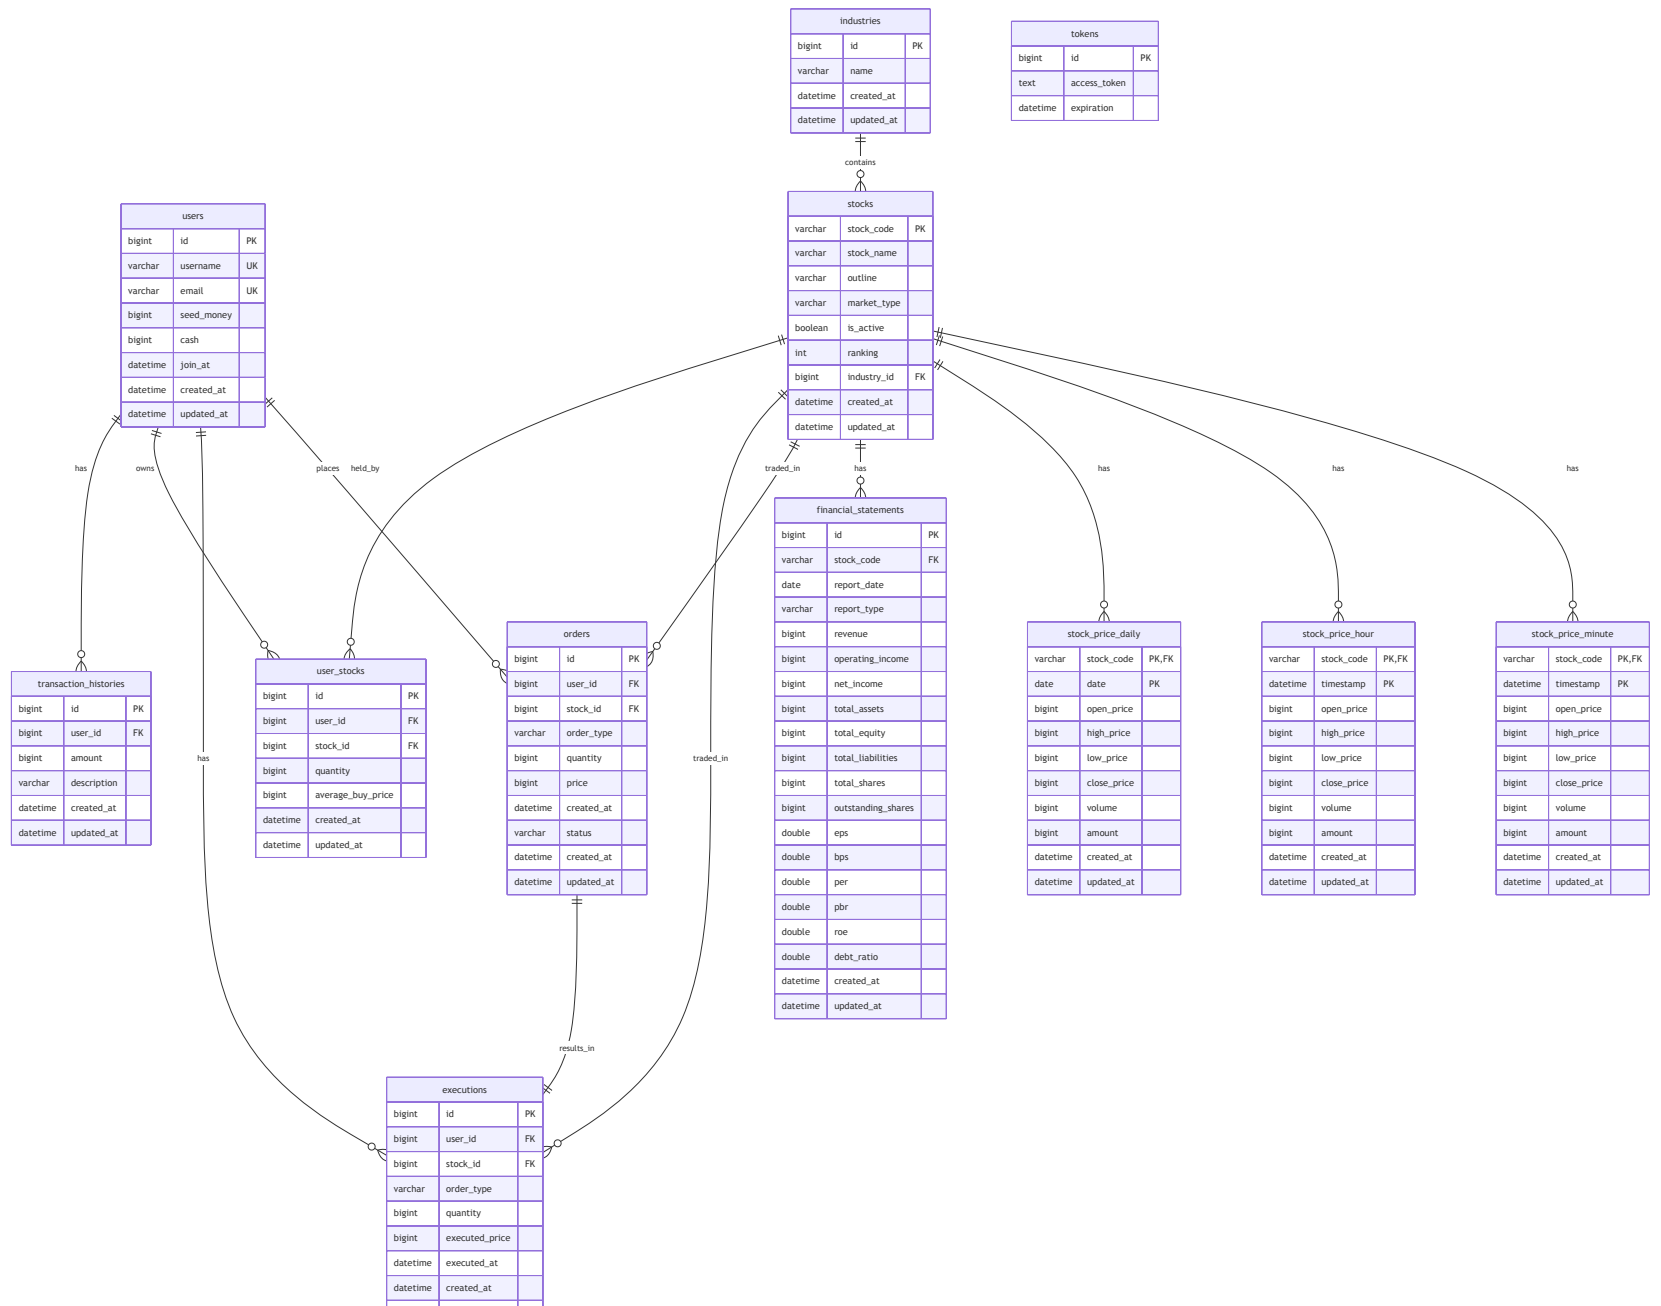 industries
bigint id PK
varchar name
datetime created_at
datetime updated_at
tokens
bigint id PK
text access_token
datetime expiration
contains
users
bigint id PK
varchar username UK
varchar email UK
bigint seed_money
bigint cash
datetime join_at
datetime created_at
datetime updated_at
stocks
varchar stock_code PK
varchar stock_name
varchar outline
varchar market_type
boolean is_active
int ranking
bigint industry_id FK
datetime created_at
datetime updated_at
has
owns
places
held_by
traded_in
has
has
has
has
transaction_histories
bigint id PK
bigint user_id FK
bigint amount
varchar description
datetime created_at
datetime updated_at
user_stocks
bigint id PK
bigint user_id FK
bigint stock_id FK
bigint quantity
bigint average_buy_price
datetime created_at
datetime updated_at
orders
bigint id PK
bigint user_id FK
bigint stock_id FK
varchar order_type
bigint quantity
bigint price
datetime created_at
varchar status
datetime created_at
datetime updated_at
financial_statements
bigint id PK
varchar stock_code FK
date report_date
varchar report_type
bigint revenue
bigint operating_income
bigint net_income
bigint total_assets
bigint total_equity
bigint total_liabilities
bigint total_shares
bigint outstanding_shares
double eps
double bps
double per
double pbr
double roe
double debt_ratio
datetime created_at
datetime updated_at
stock_price_daily
varchar stock_code PK,FK
date date PK
bigint open_price
bigint high_price
bigint low_price
bigint close_price
bigint volume
bigint amount
datetime created_at
datetime updated_at
stock_price_hour
varchar stock_code PK,FK
datetime timestamp PK
bigint open_price
bigint high_price
bigint low_price
bigint close_price
bigint volume
bigint amount
datetime created_at
datetime updated_at
stock_price_minute
varchar stock_code PK,FK
datetime timestamp PK
bigint open_price
bigint high_price
bigint low_price
bigint close_price
bigint volume
bigint amount
datetime created_at
datetime updated_at
has
traded_in
results_in
executions
bigint id PK
bigint user_id FK
bigint stock_id FK
varchar order_type
bigint quantity
bigint executed_price
datetime executed_at
datetime created_at